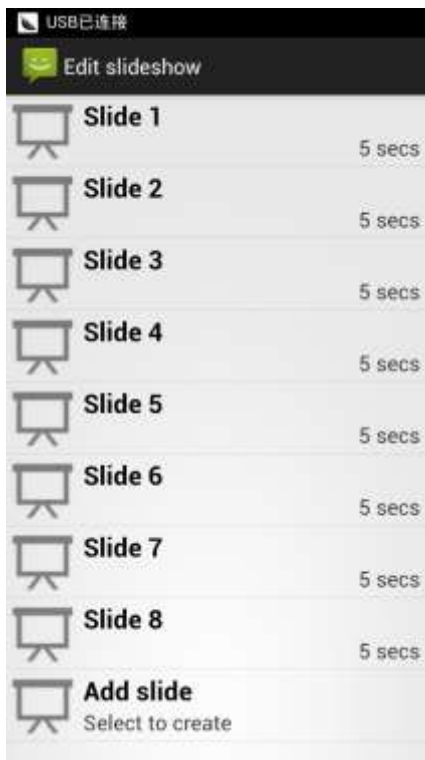 USB已连接
Edit slideshow
Slide 1
5 secs
Slide 2
5 secs
Slide 3
5 secs
Slide 4
5 secs
Slide 5
5 secs
Slide 6
5 secs
Slide 7
5 secs
Slide 8
5 secs
Add slide
Select to create